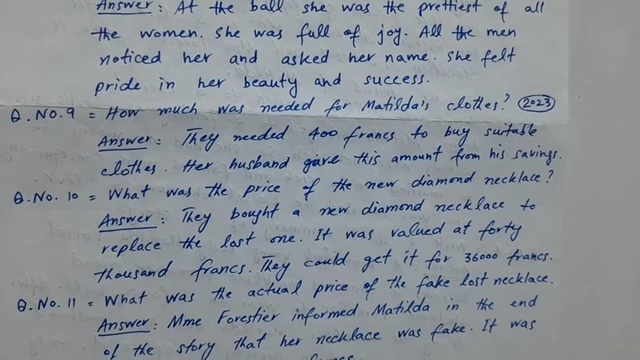 Answer: At the ball she was the prettiest of all
the women. She was full of joy. All the men
noticed her and asked her name. She felt
pride in her beauty and success.
Q. No. 9 = How much was needed for Matilda's clothes? 2023
Answer: They needed 400 francs to buy suitable
clothes. Her husband gave this amount from his savings.
Q. No. 10 = What was the price of the new diamond necklace?
Answer: They bought a new diamond necklace to
replace the lost one. It was valued at forty
thousand francs. They could get it for 36000 francs.
Q. No. 11 = What was the actual price of the fake lost necklace.
Answer: Mme Forestier informed Matilda in the end
of the story that her necklace was fake. It was